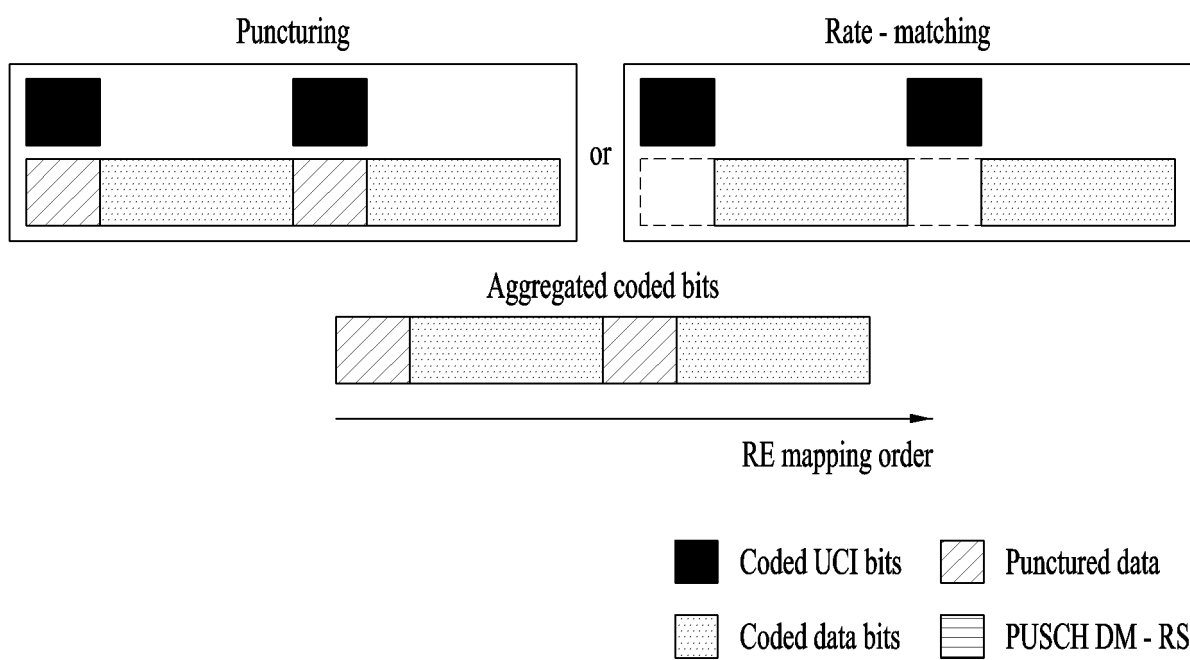 Puncturing
Rate - matching
or
Aggregated coded bits
RE mapping order
Coded UCI bits
Punctured data
Coded data bits
PUSCH DM - RS